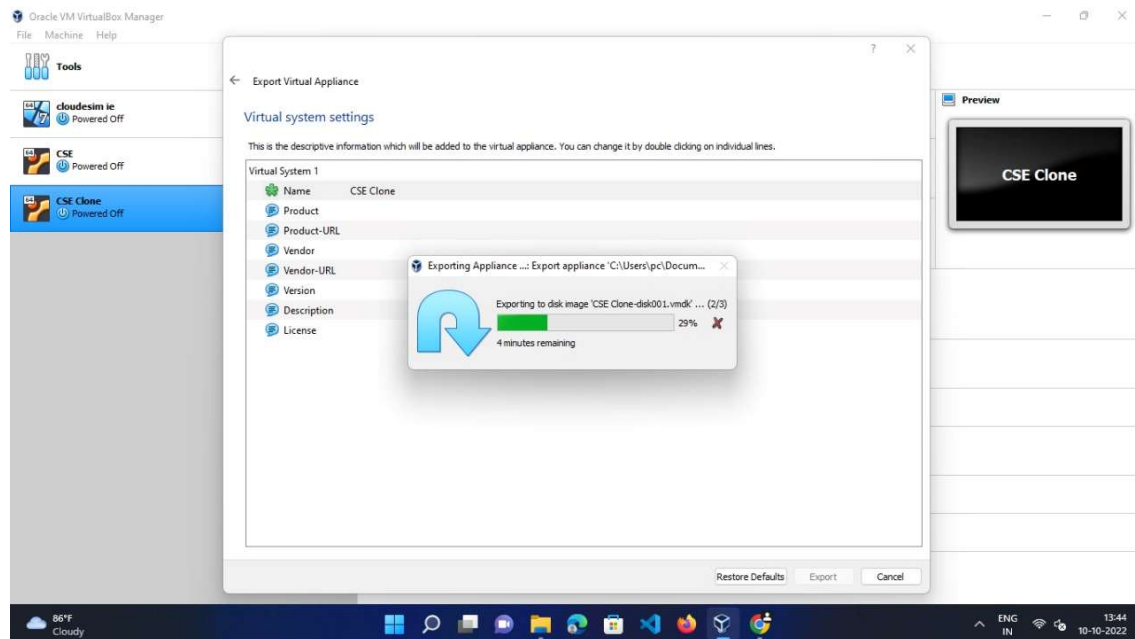 Oracle VM VirtualBox Manager
File Machine Help
Tools
cloudesim ie
Powered Off
CSE
Powered Off
CSE Clone
Powered Off
Export Virtual Appliance
Virtual system settings
This is the descriptive information which will be added to the virtual appliance. You can change it by double clicking on individual lines.
Virtual System 1
Name CSE Clone
Product
Product-URL
Vendor
Vendor-URL
Version
Description
License
Exporting Appliance ...: Export appliance 'C:\Users\pc\Docum...
Exporting to disk image 'CSE Clone-disk001.vmdk' ... (2/3)
29%
4 minutes remaining
Restore Defaults Export Cancel
Preview
CSE Clone
86°F
Cloudy
ENG
IN
13:44
10-10-2022